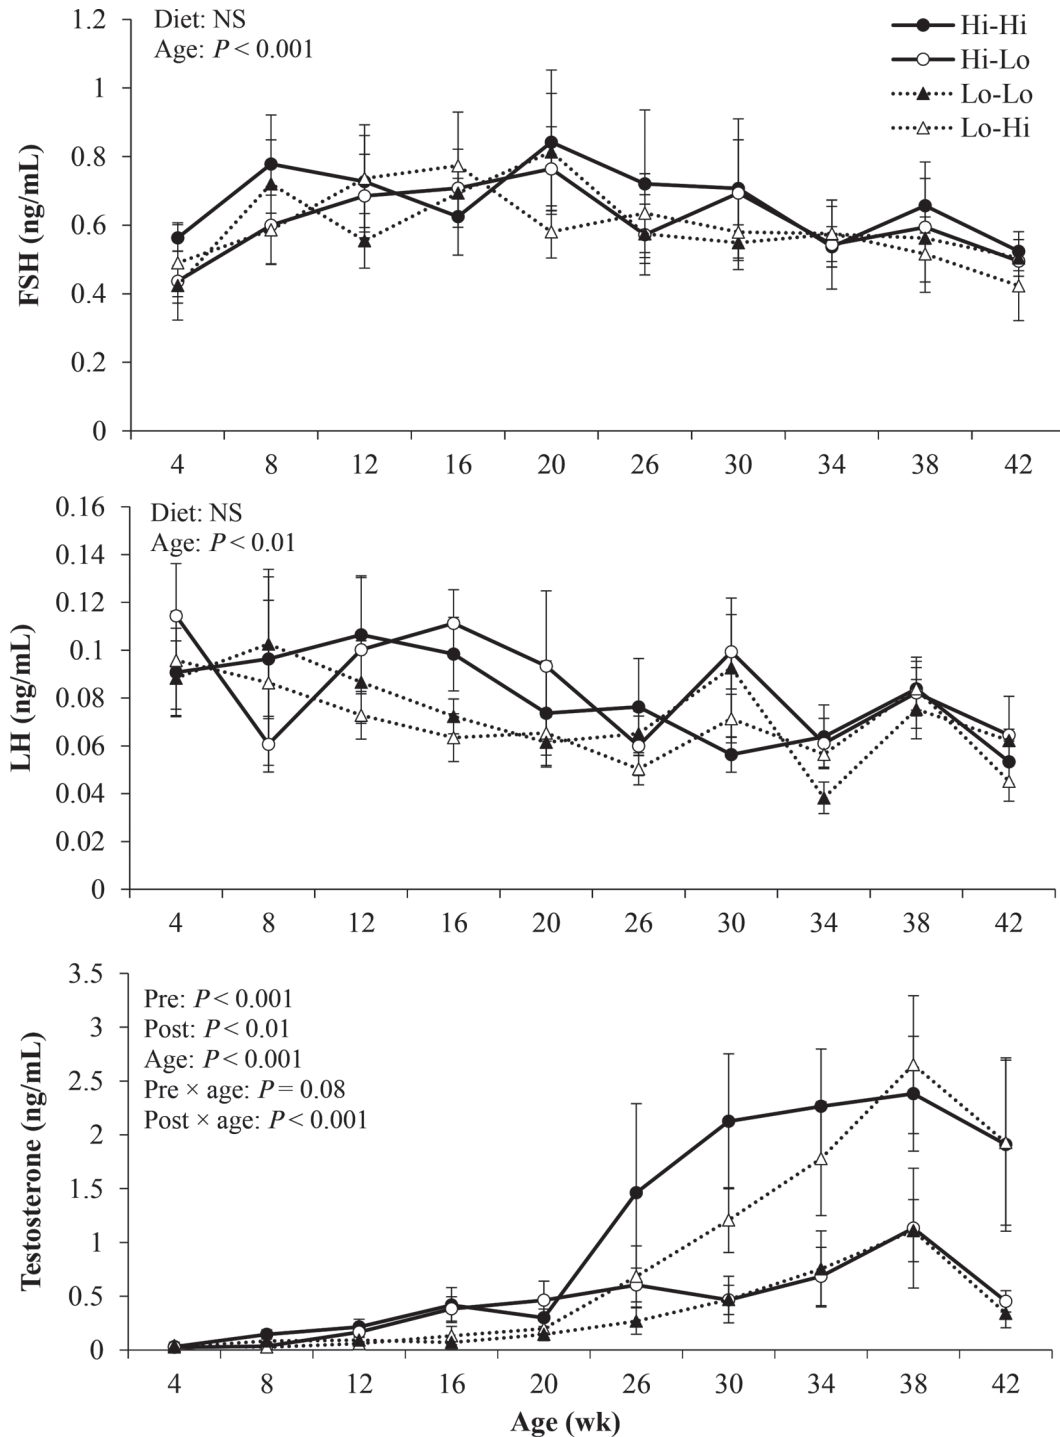 Diet: NS
Age: P < 0.001
Hi-Hi
Hi-Lo
Lo-Lo
Lo-Hi
FSH (ng/mL)
1.2
1
0.8
0.6
0.4
0.2
0
4 8 12 16 20 26 30 34 38 42
Diet: NS
Age: P < 0.01
LH (ng/mL)
0.16
0.14
0.12
0.1
0.08
0.06
0.04
0.02
0
4 8 12 16 20 26 30 34 38 42
Pre: P < 0.001
Post: P < 0.01
Age: P < 0.001
Pre × age: P = 0.08
Post × age: P < 0.001
Testosterone (ng/mL)
3.5
3
2.5
2
1.5
1
0.5
0
4 8 12 16 20 26 30 34 38 42
Age (wk)